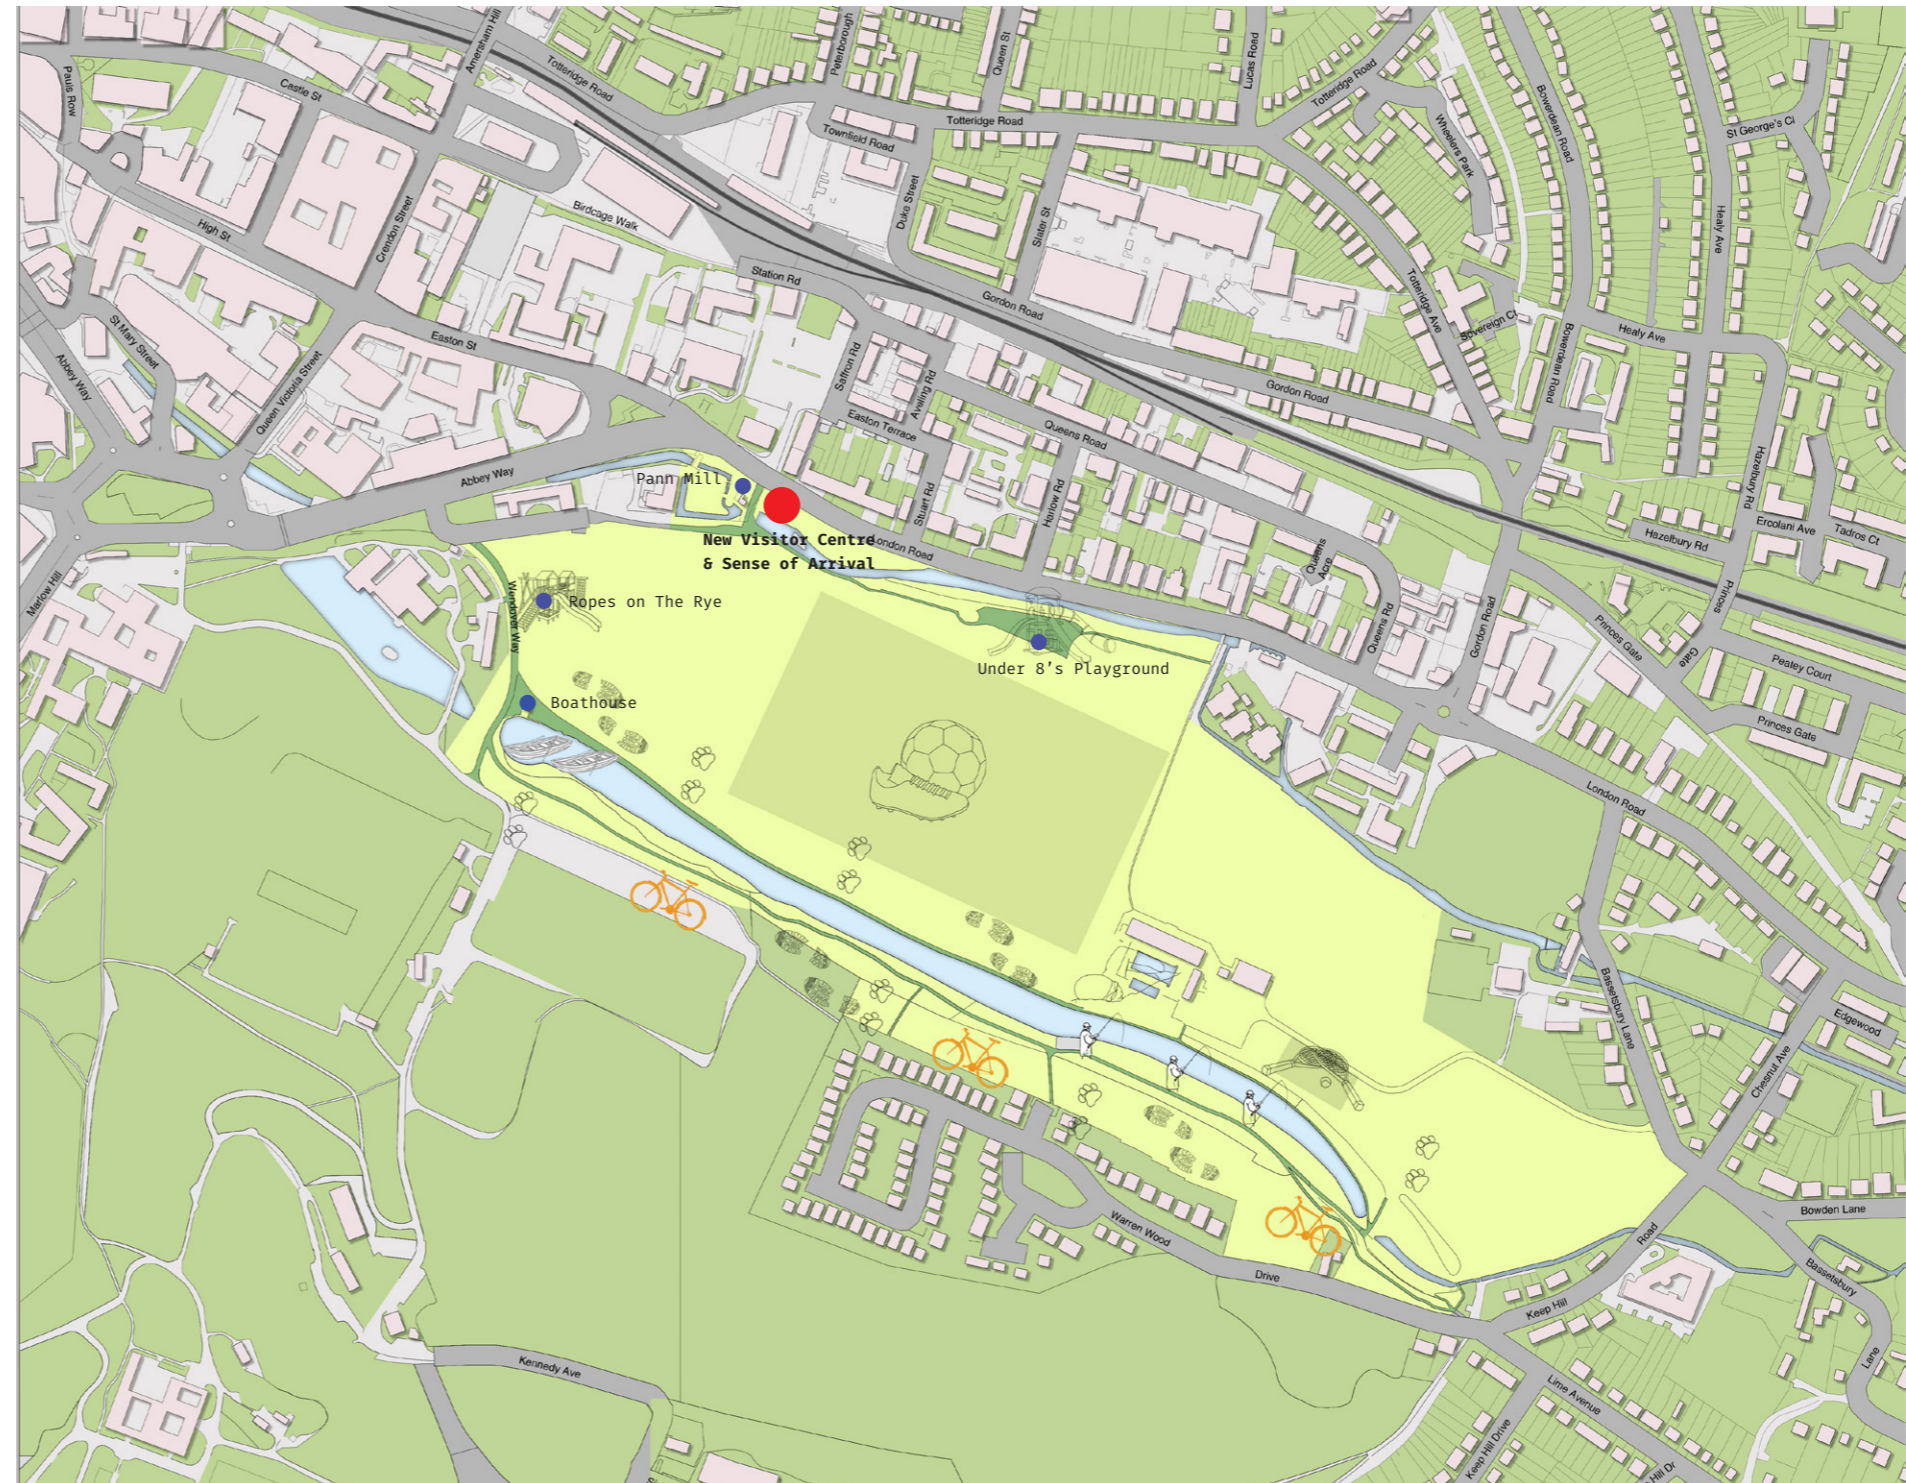 Amersham Hill
Peterborough
Queen St
Lucas Road
Totteridge Road
Totteridge Road
Pauls Row
Castle St
Townfield Road
Totteridge Road
Wheelers Park
Bowerdean Road
St George's Cl
Birdcage Walk
Duke Street
Slater St
Healy Ave
High St
Crendon Street
Station Rd
Gordon Road
Totteridge Ave
Sovereign Ct
Healy Ave
St Mary Street
Abbey Way
Queen Victoria Street
Easton St
Saffron Rd
Aveling Rd
Gordon Road
Bowerdean Road
Easton Terrace
Queens Road
Abbey Way
Pann Mill
Stuart Rd
Harlow Rd
Hazelbury Rd
Ercolani Ave
Tadros Ct
New Visitor Centre
& Sense of Arrival
London Road
Queens
Acre
Hazelbury Rd
Marlow Hill
Wendover Way
Ropes on The Rye
Queens Rd
Gordon Road
Princes Gate
Princes
Gate
Under 8's Playground
Peatey Court
Boathouse
Princes Gate
London Road
Bassetsbury Lane
Edgewood
Chesnut Ave
Warren Wood
Drive
Road
Keep Hill
Bowden Lane
Bassetsbury
Lane
Kennedy Ave
Lime Avenue
Keep Hill Drive
Hill Dr